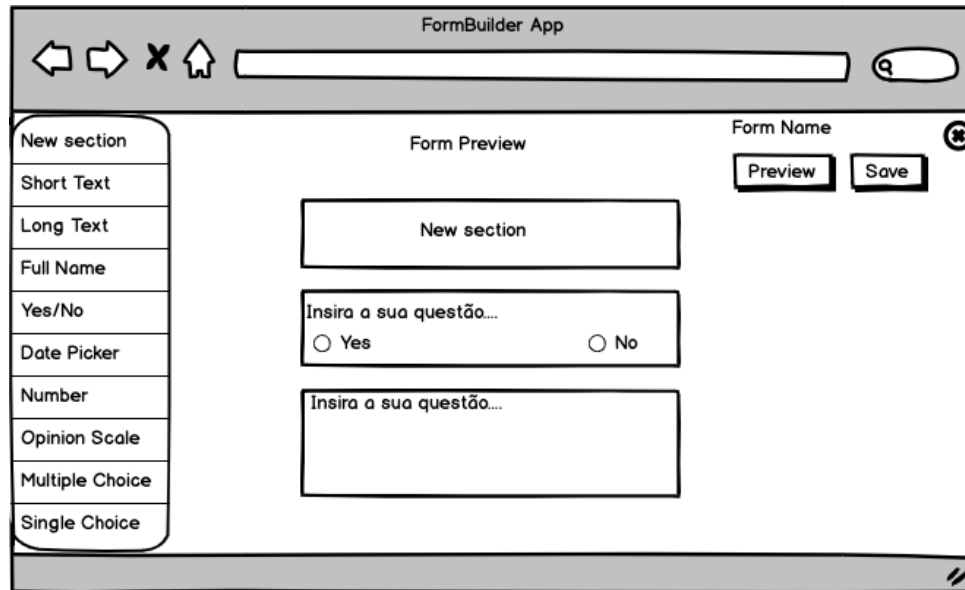 FormBuilder App
New section
Short Text
Long Text
Full Name
Yes/No
Date Picker
Number
Opinion Scale
Multiple Choice
Single Choice
Form Preview
New section
Insira a sua questão....
Yes No
Insira a sua questão....
Form Name
Preview Save